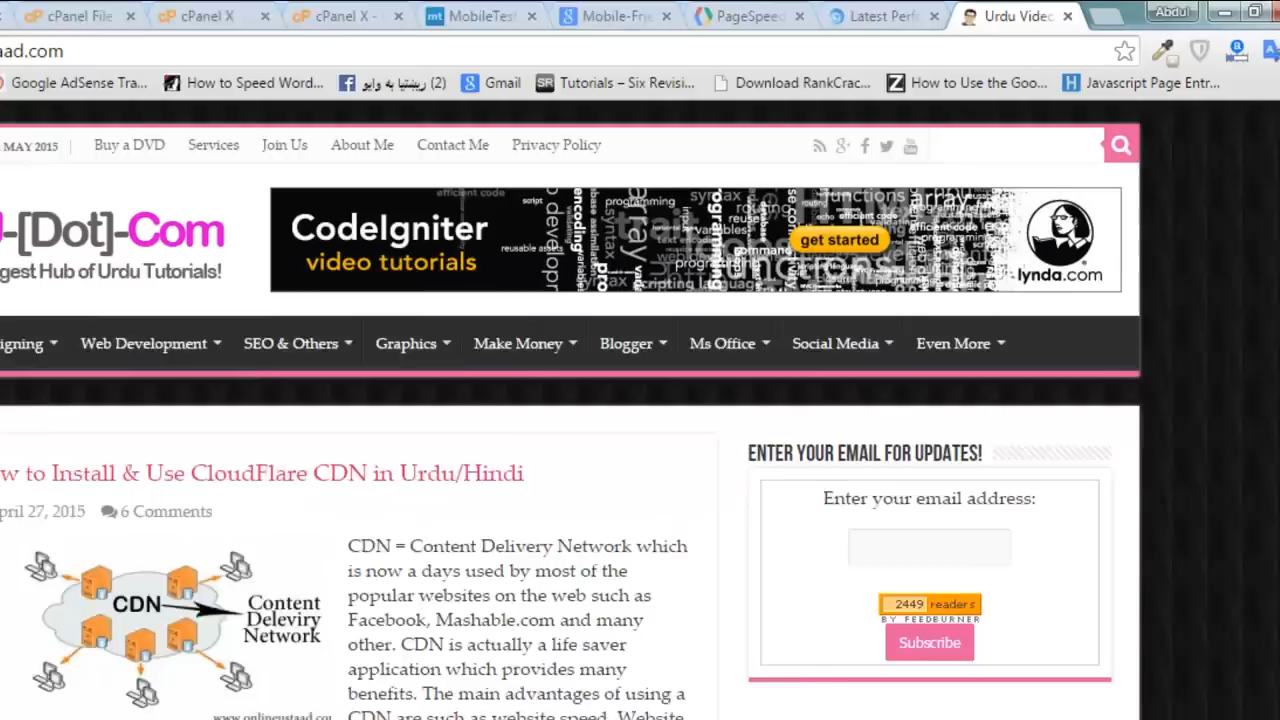 cPanel File
cPanel X
cPanel X -
MobileTest
Mobile-Frie
PageSpeed
Latest Perf
Urdu Video
Abdul
aad.com
Google AdSense Tra...
How to Speed Word...
(2) رښتیا به وایو
Gmail
Tutorials – Six Revisi...
Download RankCrac...
How to Use the Goo...
Javascript Page Entr...
MAY 2015
Buy a DVD
Services
Join Us
About Me
Contact Me
Privacy Policy
-[Dot]-Com
gest Hub of Urdu Tutorials!
CodeIgniter
video tutorials
get started
lynda.com
igning
Web Development
SEO & Others
Graphics
Make Money
Blogger
Ms Office
Social Media
Even More
w to Install & Use CloudFlare CDN in Urdu/Hindi
pril 27, 2015
6 Comments
CDN
Content
Deleviry
Network
CDN = Content Delivery Network which
is now a days used by most of the
popular websites on the web such as
Facebook, Mashable.com and many
other. CDN is actually a life saver
application which provides many
benefits. The main advantages of using a
CDN are such as website speed, Website
ENTER YOUR EMAIL FOR UPDATES!
Enter your email address:
2449 readers
BY FEEDBURNER
Subscribe